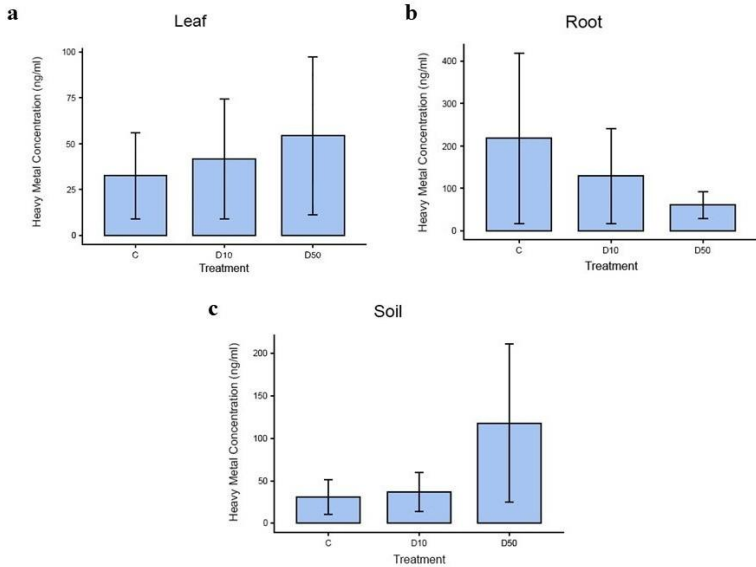 a
Leaf
Heavy Metal Concentration (ng/ml)
100
75
50
25
0
C D10 D50
Treatment
b
Root
Heavy Metal Concentration (ng/ml)
400
300
200
100
0
C D10 D50
Treatment
c
Soil
Heavy Metal Concentration (ng/ml)
200
150
100
50
0
C D10 D50
Treatment